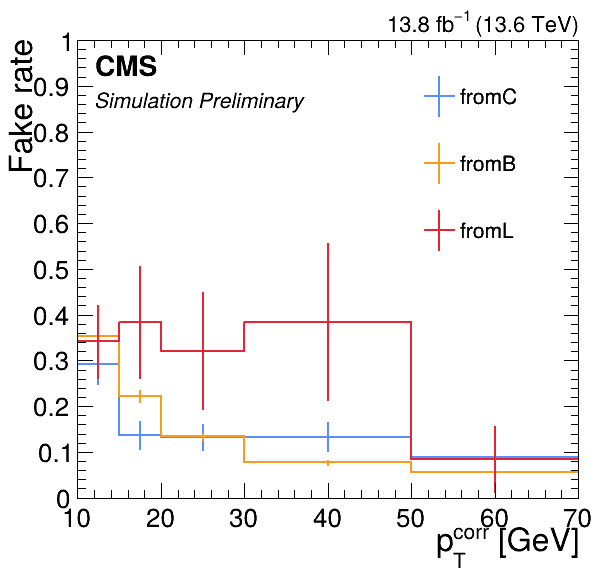 13.8 fb⁻¹ (13.6 TeV)
CMS
Simulation Preliminary
fromC
fromB
fromL
Fake rate
1
0.9
0.8
0.7
0.6
0.5
0.4
0.3
0.2
0.1
0
10 20 30 40 50 60 70
p_T^corr [GeV]